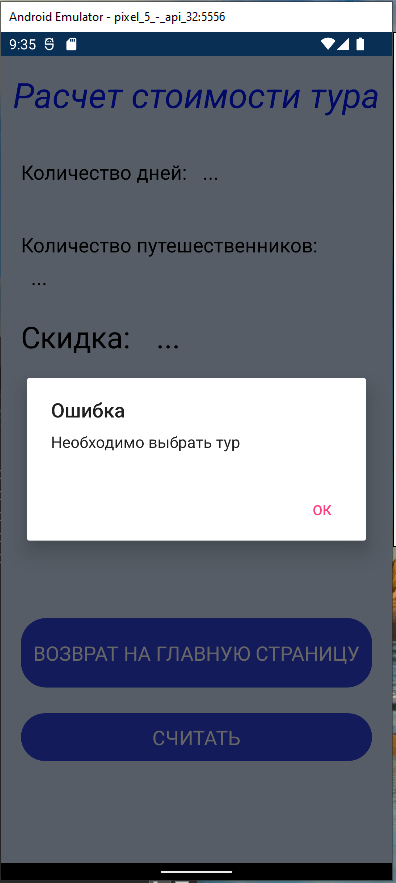 Android Emulator - pixel_5_-_api_32:5556
9:35
Расчет стоимости тура
Количество дней: ...
Количество путешественников:
...
Скидка: ...
Ошибка
Необходимо выбрать тур
ОК
ВОЗВРАТ НА ГЛАВНУЮ СТРАНИЦУ
СЧИТАТЬ